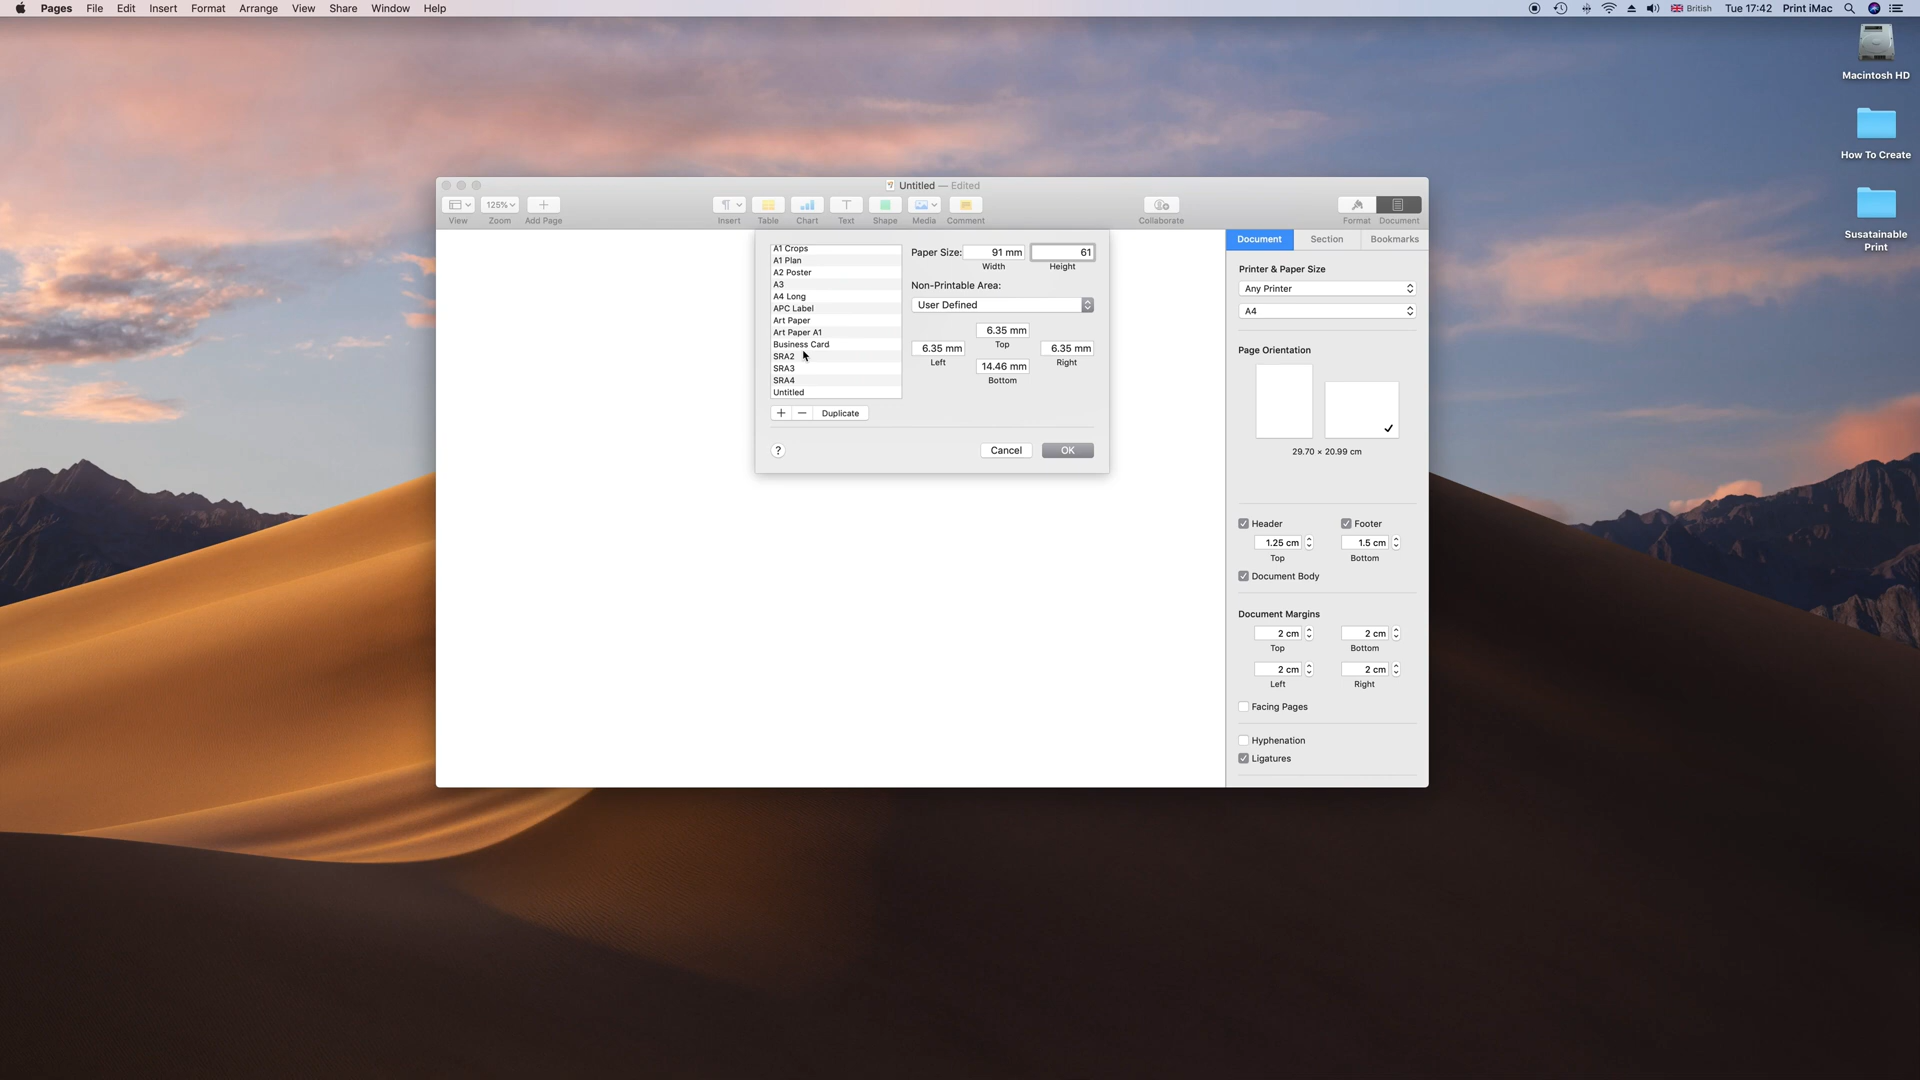 Pages File Edit Insert Format Arrange View Share Window Help
British Tue 17:42 Print iMac
Macintosh HD
How To Create
Susatainable
Print
Untitled — Edited
125%
View Zoom Add Page Insert Table Chart Text Shape Media Comment Collaborate Format Document
A1 Crops
A1 Plan
A2 Poster
A3
A4 Long
APC Label
Art Paper
Art Paper A1
Business Card
SRA2
SRA3
SRA4
Untitled
+ − Duplicate
Paper Size: 91 mm 61
Width Height
Non-Printable Area:
User Defined
6.35 mm
Top
6.35 mm 6.35 mm
Left Right
14.46 mm
Bottom
? Cancel OK
Document Section Bookmarks
Printer & Paper Size
Any Printer
A4
Page Orientation
29.70 × 20.99 cm
Header Footer
1.25 cm 1.5 cm
Top Bottom
Document Body
Document Margins
2 cm 2 cm
Top Bottom
2 cm 2 cm
Left Right
Facing Pages
Hyphenation
Ligatures